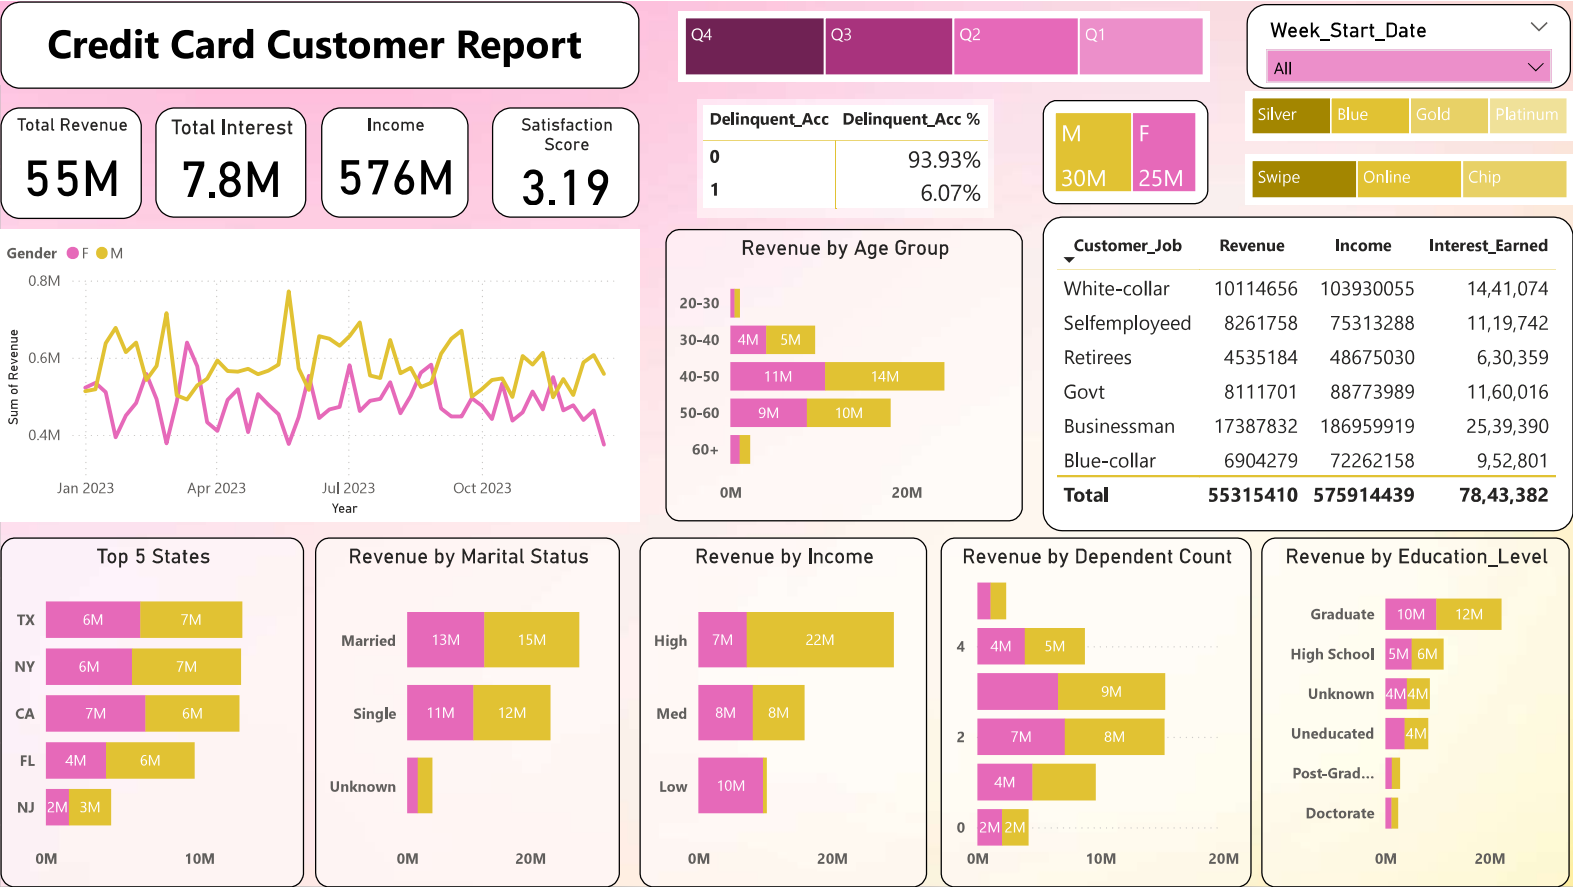 Credit Card Customer Report
Q4 Q3 Q2 Q1
Week_Start_Date
All
Total Revenue
55M
Total Interest
7.8M
Income
576M
Satisfaction
Score
3.19
Delinquent_Acc Delinquent_Acc %
0 93.93%
1 6.07%
M F
30M 25M
Silver Blue Gold Platinum
Swipe Online Chip
Gender F M
0.8M
0.6M
0.4M
Sum of Revenue
Jan 2023 Apr 2023 Jul 2023 Oct 2023
Year
Revenue by Age Group
20-30
30-40 4M 5M
40-50 11M 14M
50-60 9M 10M
60+
0M 20M
Customer_Job Revenue Income Interest_Earned
White-collar 10114656 103930055 14,41,074
Selfemployeed 8261758 75313288 11,19,742
Retirees 4535184 48675030 6,30,359
Govt 8111701 88773989 11,60,016
Businessman 17387832 186959919 25,39,390
Blue-collar 6904279 72262158 9,52,801
Total 55315410 575914439 78,43,382
Top 5 States
TX 6M 7M
NY 6M 7M
CA 7M 6M
FL 4M 6M
NJ 2M 3M
0M 10M
Revenue by Marital Status
Married 13M 15M
Single 11M 12M
Unknown
0M 20M
Revenue by Income
High 7M 22M
Med 8M 8M
Low 10M
0M 20M
Revenue by Dependent Count
4 4M 5M
9M
2 7M 8M
4M
0 2M 2M
0M 10M 20M
Revenue by Education_Level
Graduate 10M 12M
High School 5M 6M
Unknown 4M 4M
Uneducated 4M
Post-Grad...
Doctorate
0M 20M